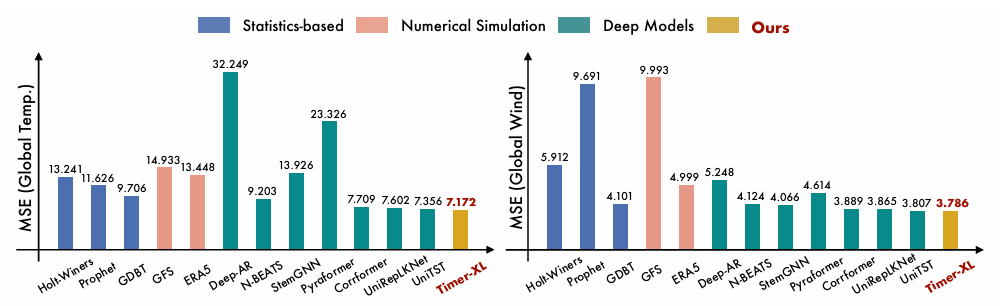 Statistics-based Numerical Simulation Deep Models Ours
MSE (Global Temp.)
13.241 11.626 9.706 14.933 13.448 32.249 9.203 13.926 23.326 7.709 7.602 7.356 7.172
Holt-Winers Prophet GDBT GFS ERA5 Deep-AR N-BEATS StemGNN Pyraformer Corrformer UniRepLKNet UniTST Timer-XL
MSE (Global Wind)
5.912 9.691 4.101 9.993 4.999 5.248 4.124 4.066 4.614 3.889 3.865 3.807 3.786
Holt-Winers Prophet GDBT GFS ERA5 Deep-AR N-BEATS StemGNN Pyraformer Corrformer UniRepLKNet UniTST Timer-XL